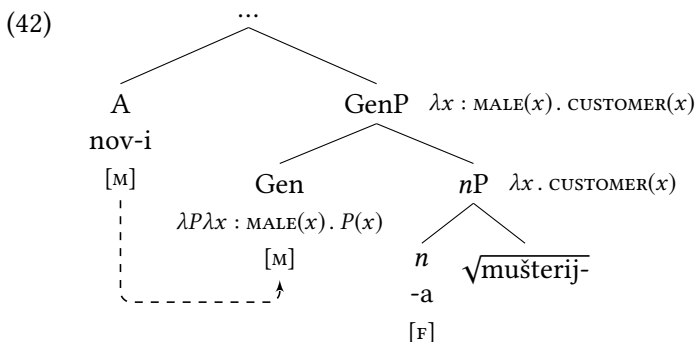 (42)
...
A GenP λx : MALE(x) . CUSTOMER(x)
nov-i
[M] Gen nP λx . CUSTOMER(x)
λPλx : MALE(x) . P(x)
[M] n √mušterij-
-a
[F]